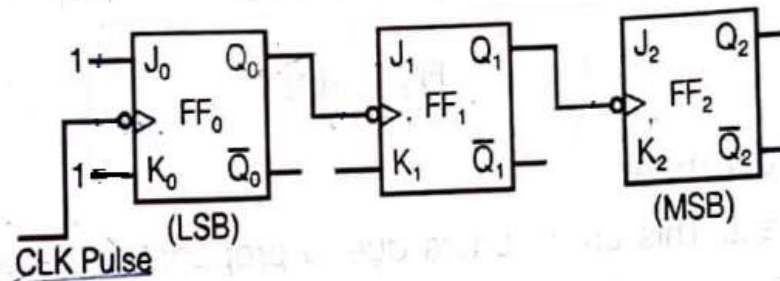 1 J₀ Q₀ J₁ Q₁ J₂ Q₂
FF₀ FF₁ FF₂
1 K₀ Q̅₀ K₁ Q̅₁ K₂ Q̅₂
(LSB) (MSB)
CLK Pulse